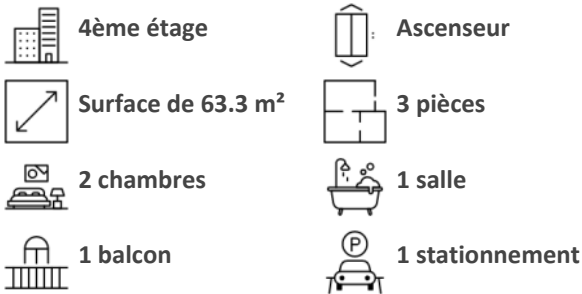 4ème étage
Ascenseur
Surface de 63.3 m²
3 pièces
2 chambres
1 salle
1 balcon
P
1 stationnement